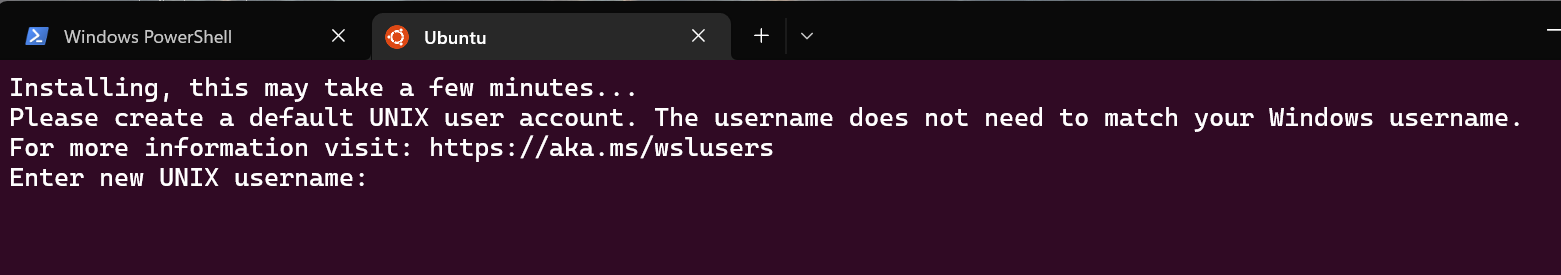 Windows PowerShell
Ubuntu
Installing, this may take a few minutes...
Please create a default UNIX user account. The username does not need to match your Windows username.
For more information visit: https://aka.ms/wslusers
Enter new UNIX username: